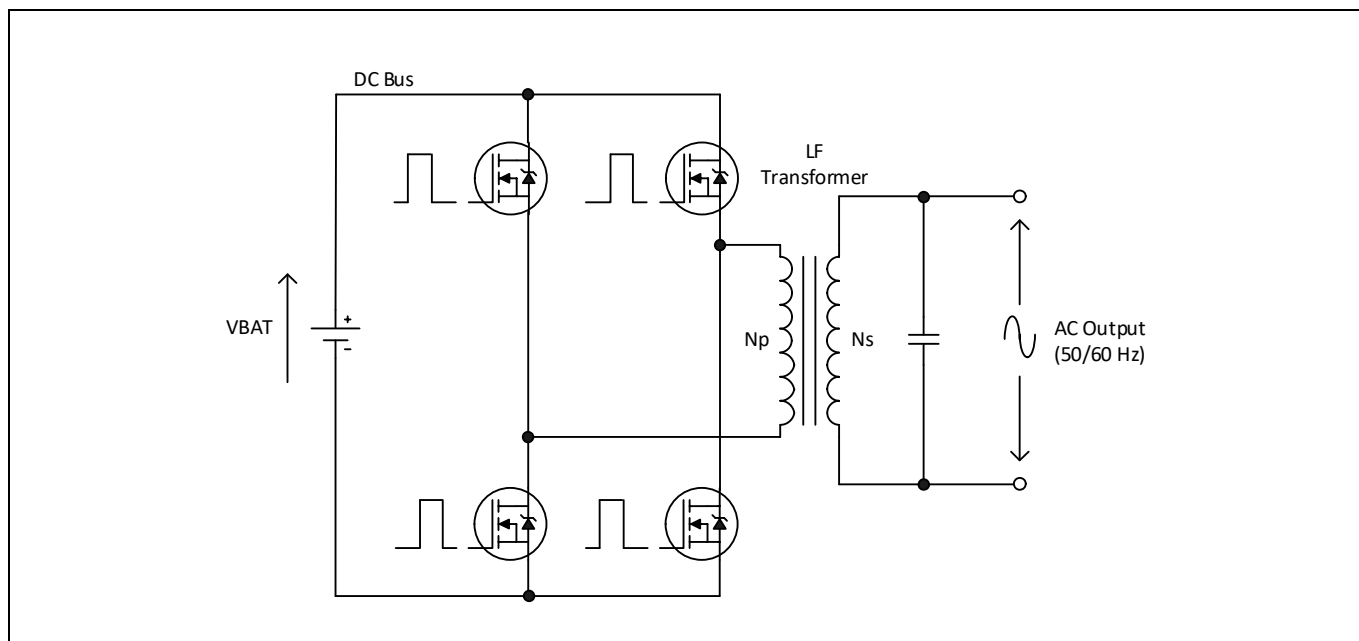 DC Bus
LF
Transformer
VBAT
+
-
Np
Ns
AC Output
(50/60 Hz)